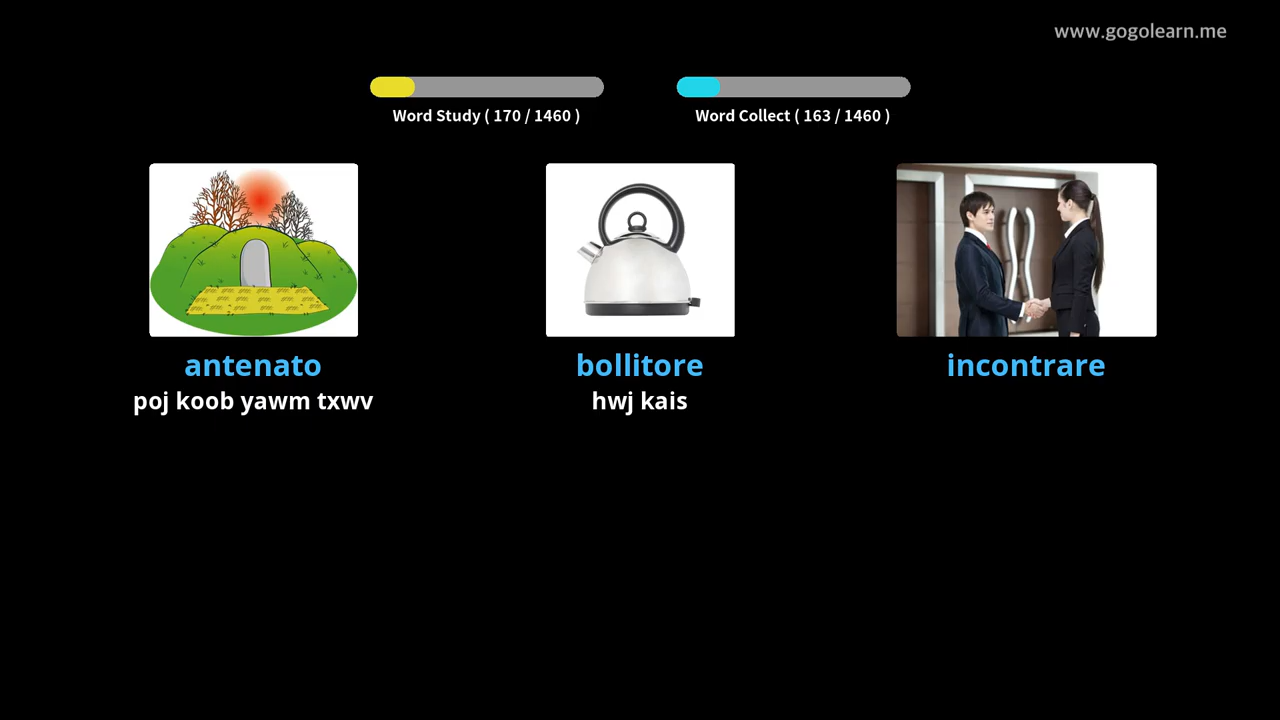 www.gogolearn.me
Word Study ( 170 / 1460 )
Word Collect ( 163 / 1460 )
antenato
poj koob yawm txwv
bollitore
hwj kais
incontrare